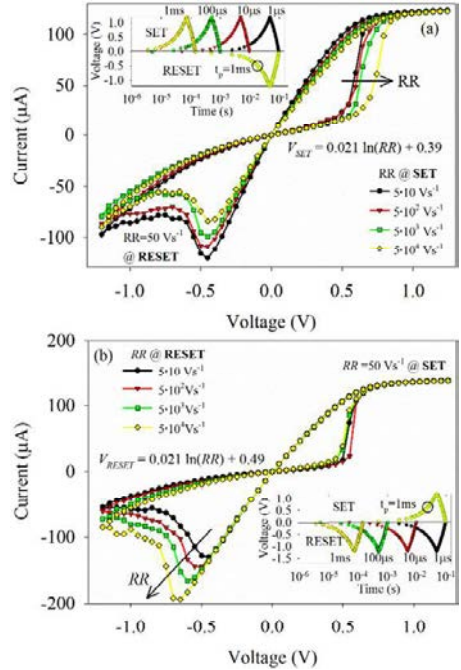 1ms 100μs 10μs 1μs
SET
RESET
t_p=1ms
Voltage (V)
1.0
0.5
0.0
-0.5
-1.0
10⁻⁶ 10⁻⁵ 10⁻⁴ 10⁻³ 10⁻² 10⁻¹
Time (s)
(a)
RR
V_SET = 0.021 ln(RR) + 0.39
RR @ SET
5·10 Vs⁻¹
5·10² Vs⁻¹
5·10³ Vs⁻¹
5·10⁴ Vs⁻¹
RR=50 Vs⁻¹
@ RESET
Current (μA)
100
50
0
-50
-100
-1.0 -0.5 0.0 0.5 1.0
Voltage (V)
(b) RR @ RESET
5·10 Vs⁻¹
5·10² Vs⁻¹
5·10³ Vs⁻¹
5·10⁴ Vs⁻¹
RR =50 Vs⁻¹ @ SET
V_RESET = 0.021 ln(RR) + 0.49
RR
Current (μA)
200
100
0
-100
-200
t_p=1ms
SET
RESET
1ms 100μs 10μs 1μs
Voltage (V)
1.0
0.5
0.0
-0.5
-1.0
-1.5
10⁻⁶ 10⁻⁵ 10⁻⁴ 10⁻³ 10⁻² 10⁻¹
Time (s)
-1.0 -0.5 0.0 0.5 1.0
Voltage (V)